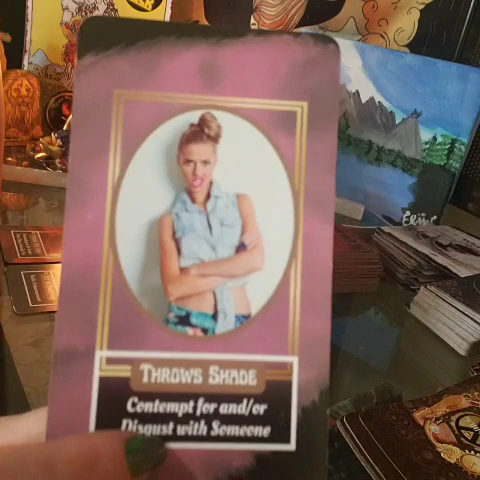 THROWS SHADE
Contempt for and/or
Disgust with Someone